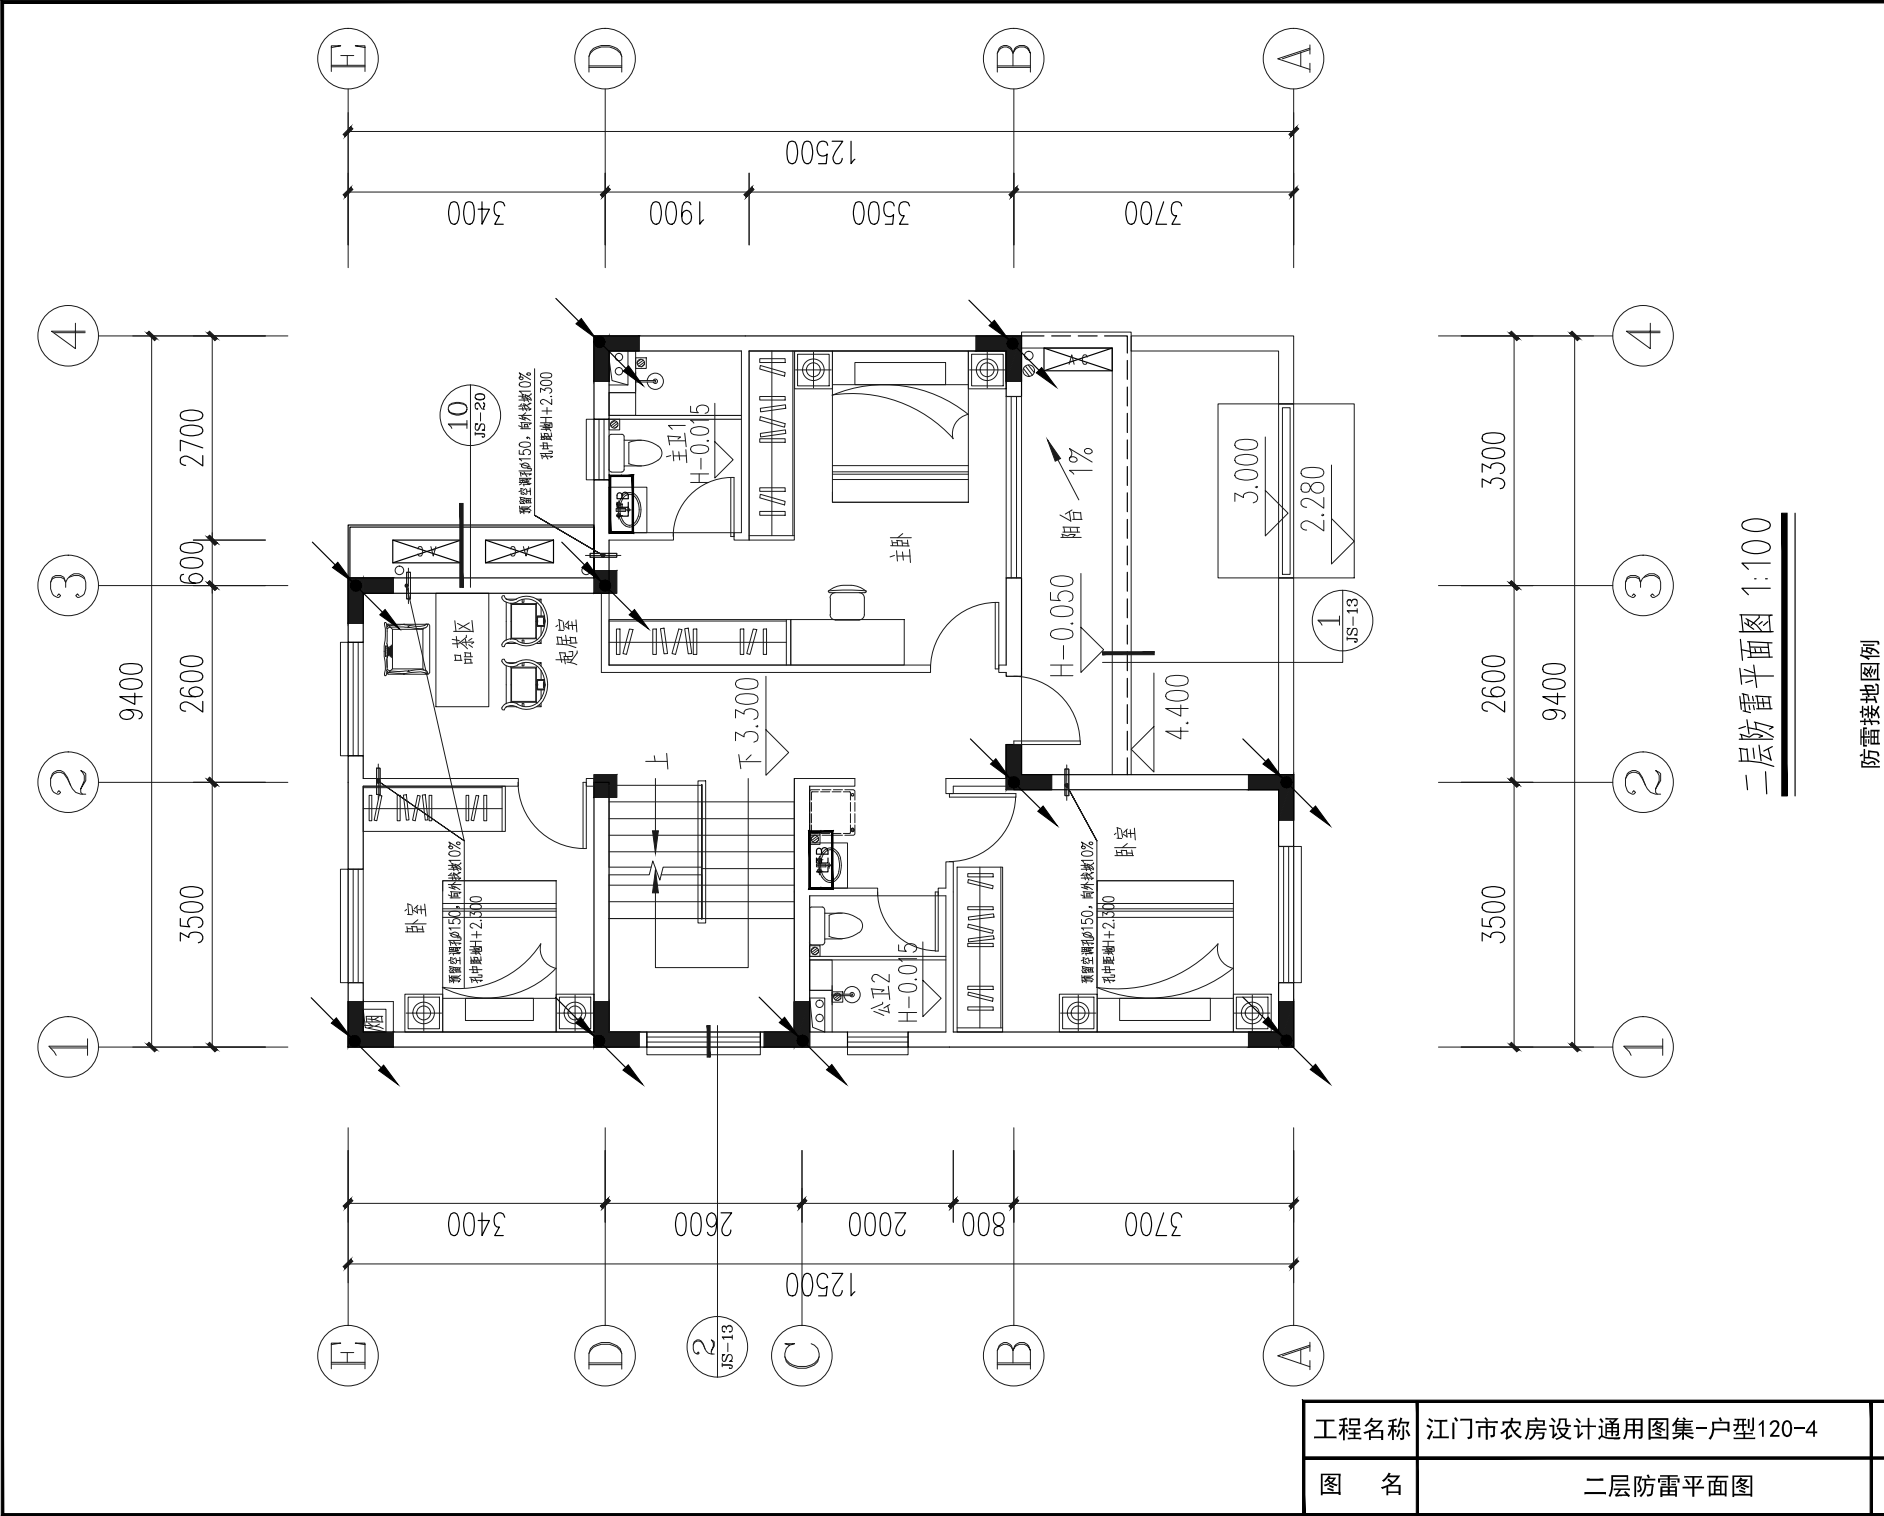 E
D
B
A
12500
3400
1900
3500
3700
4
3
2
1
9400
2700
600
2600
3500
4
3
2
1
3300
2600
3500
9400
10
JS-20
预留空调孔φ150，向外找坡10%
孔中距地H+2.300
主卫1
H-0.015
主卧
阳台
1%
H-0.050
3.000
2.280
1
JS-13
4.400
品茶区
起居室
上
下
3.300
卧室
预留空调孔φ150，向外找坡10%
孔中距地H+2.300
烟
公卫2
H-0.015
卧室
预留空调孔φ150，向外找坡10%
孔中距地H+2.300
3400
2600
2000
800
3700
12500
E
D
2
JS-13
C
B
A
二层防雷平面图 1:100
防雷接地图例
工程名称
江门市农房设计通用图集-户型120-4
图 名
二层防雷平面图